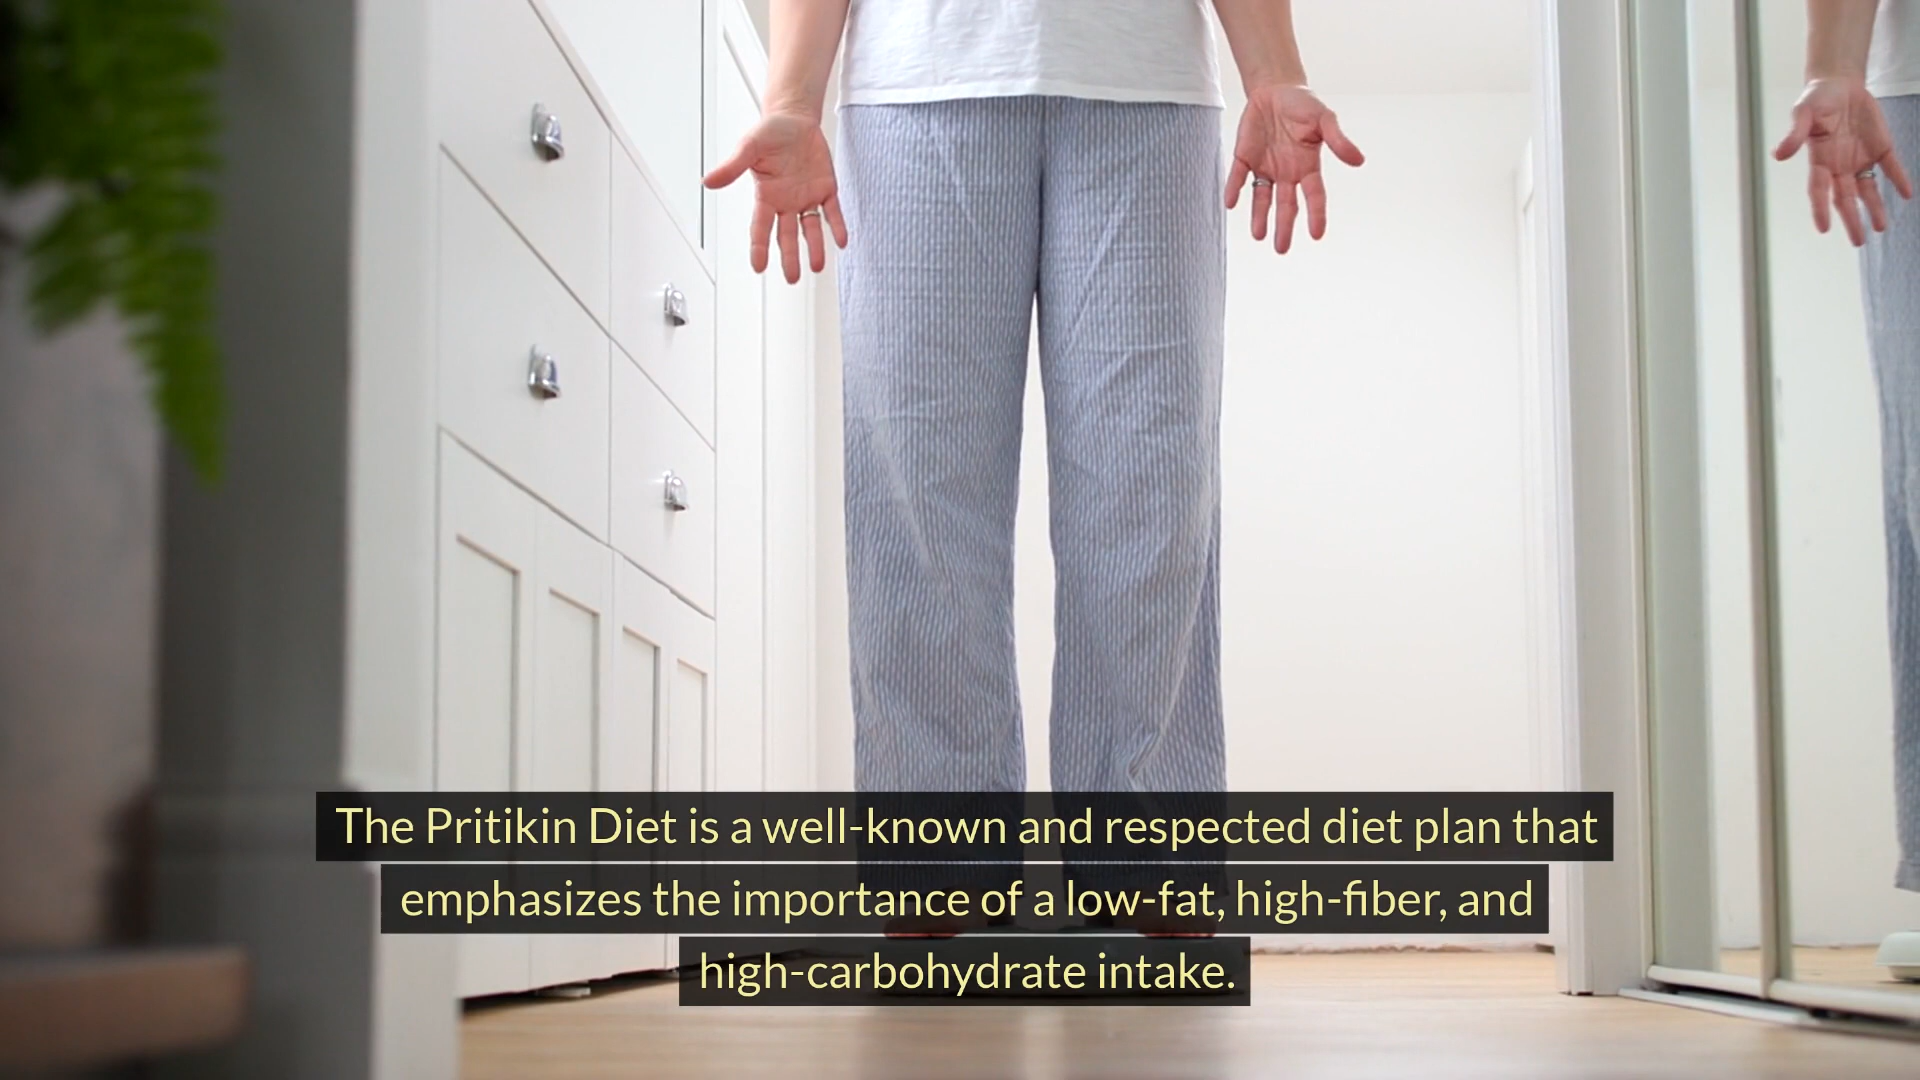 The Pritikin Diet is a well-known and respected diet plan that
emphasizes the importance of a low-fat, high-fiber, and
high-carbohydrate intake.